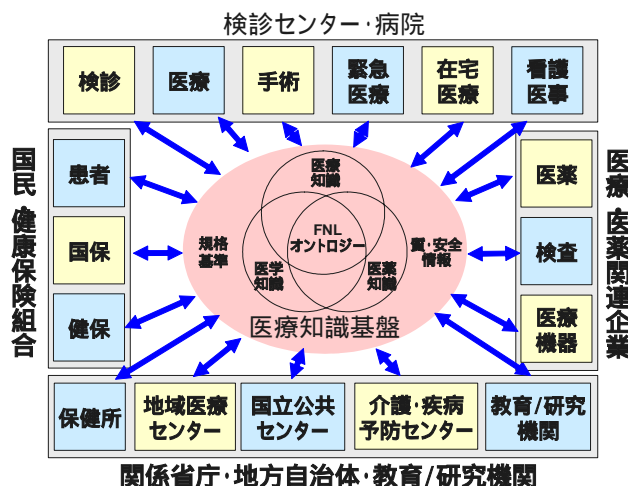 検診センター・病院
検診
医療
手術
緊急
医療
在宅
医療
看護
医事
国民・健康保険組合
患者
国保
健保
医療
知識
FNL
オントロジー
規格
基準
質・安全
情報
医学
知識
医薬
知識
医療知識基盤
医療・医薬関連企業
医薬
検査
医療
機器
保健所
地域医療
センター
国立公共
センター
介護・疾病
予防センター
教育/研究
機関
関係省庁・地方自治体・教育/研究機関